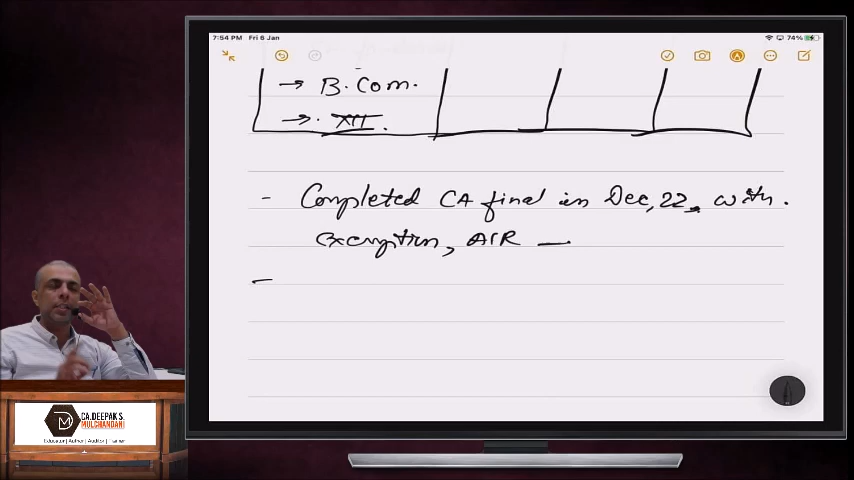 7:54 PM Fri 6 Jan
74%
→ B.Com.
→ XII.
- Completed CA final in Dec, 22, with.
exemption, AIR —
-
CA.DEEPAK S.
MULCHANDANI
Educator | Author | Auditor | Trainer